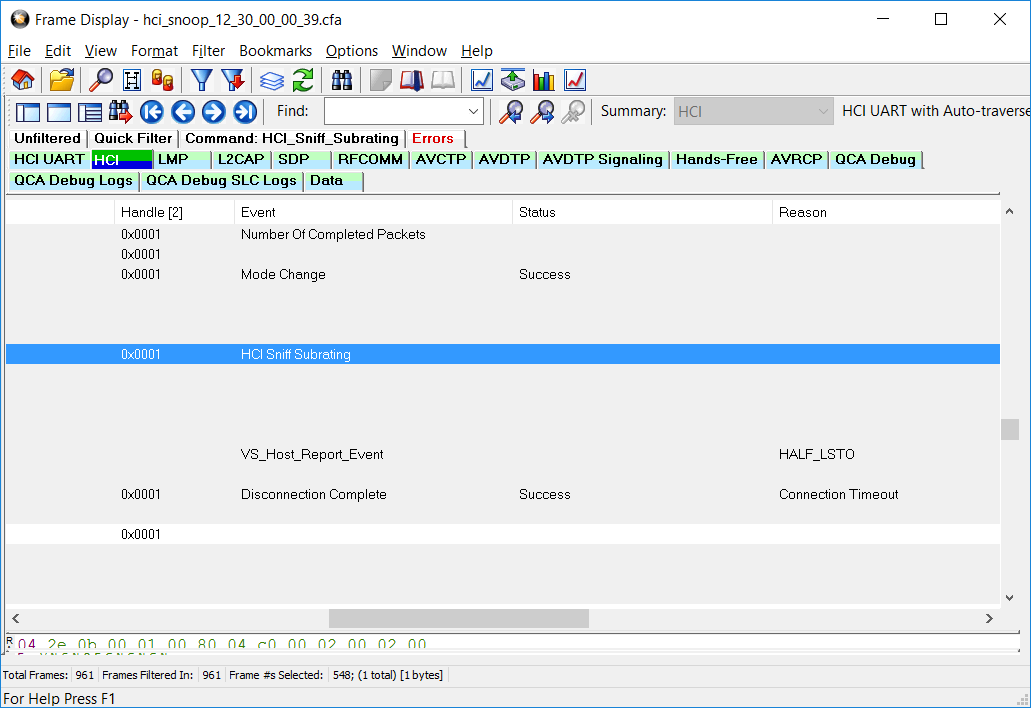 Frame Display - hci_snoop_12_30_00_00_39.cfa
File Edit View Format Filter Bookmarks Options Window Help
Find: Summary: HCI HCI UART with Auto-traverse
Unfiltered Quick Filter Command: HCI_Sniff_Subrating Errors
HCI UART HCI LMP L2CAP SDP RFCOMM AVCTP AVDTP AVDTP Signaling Hands-Free AVRCP QCA Debug
QCA Debug Logs QCA Debug SLC Logs Data
Handle [2] Event Status Reason
0x0001 Number Of Completed Packets
0x0001
0x0001 Mode Change Success
0x0001 HCI Sniff Subrating
VS_Host_Report_Event HALF_LSTO
0x0001 Disconnection Complete Success Connection Timeout
0x0001
R 04 2e 0b 00 01 00 80 04 c0 00 02 00 02 00
Total Frames: 961 Frames Filtered In: 961 Frame #s Selected: 548; (1 total) [1 bytes]
For Help Press F1